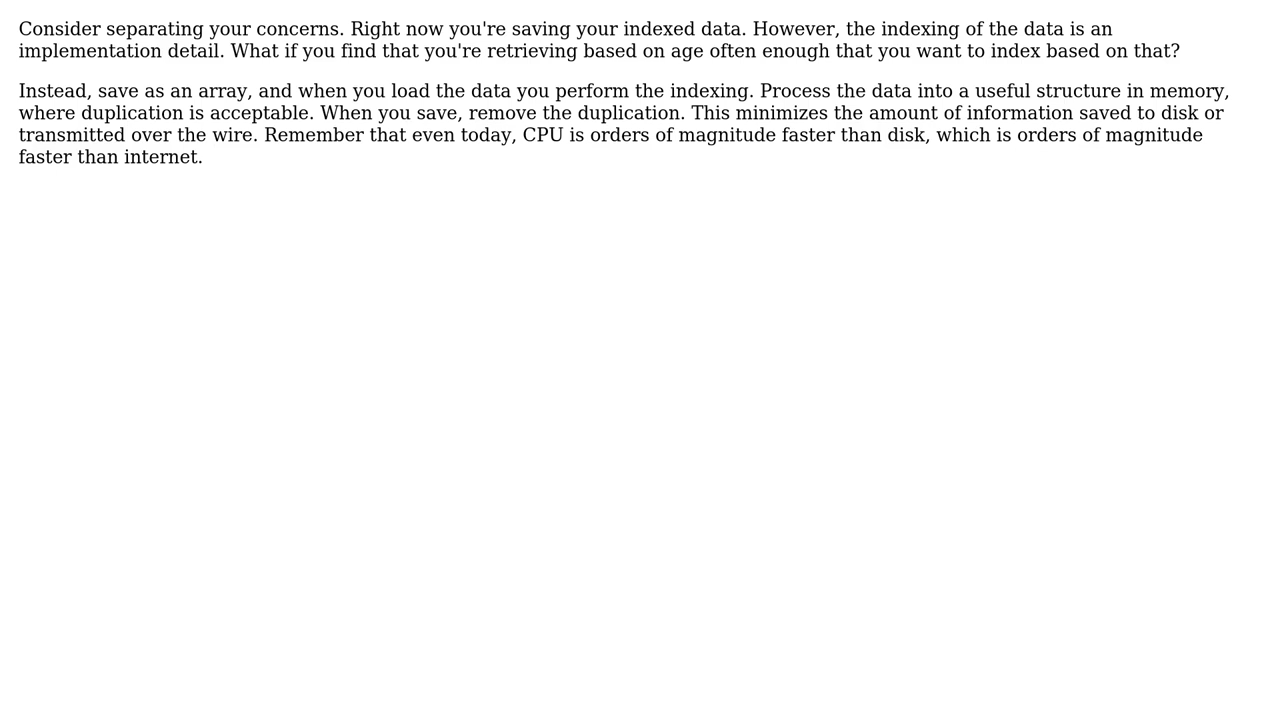 Consider separating your concerns. Right now you're saving your indexed data. However, the indexing of the data is an
implementation detail. What if you find that you're retrieving based on age often enough that you want to index based on that?
Instead, save as an array, and when you load the data you perform the indexing. Process the data into a useful structure in memory,
where duplication is acceptable. When you save, remove the duplication. This minimizes the amount of information saved to disk or
transmitted over the wire. Remember that even today, CPU is orders of magnitude faster than disk, which is orders of magnitude
faster than internet.